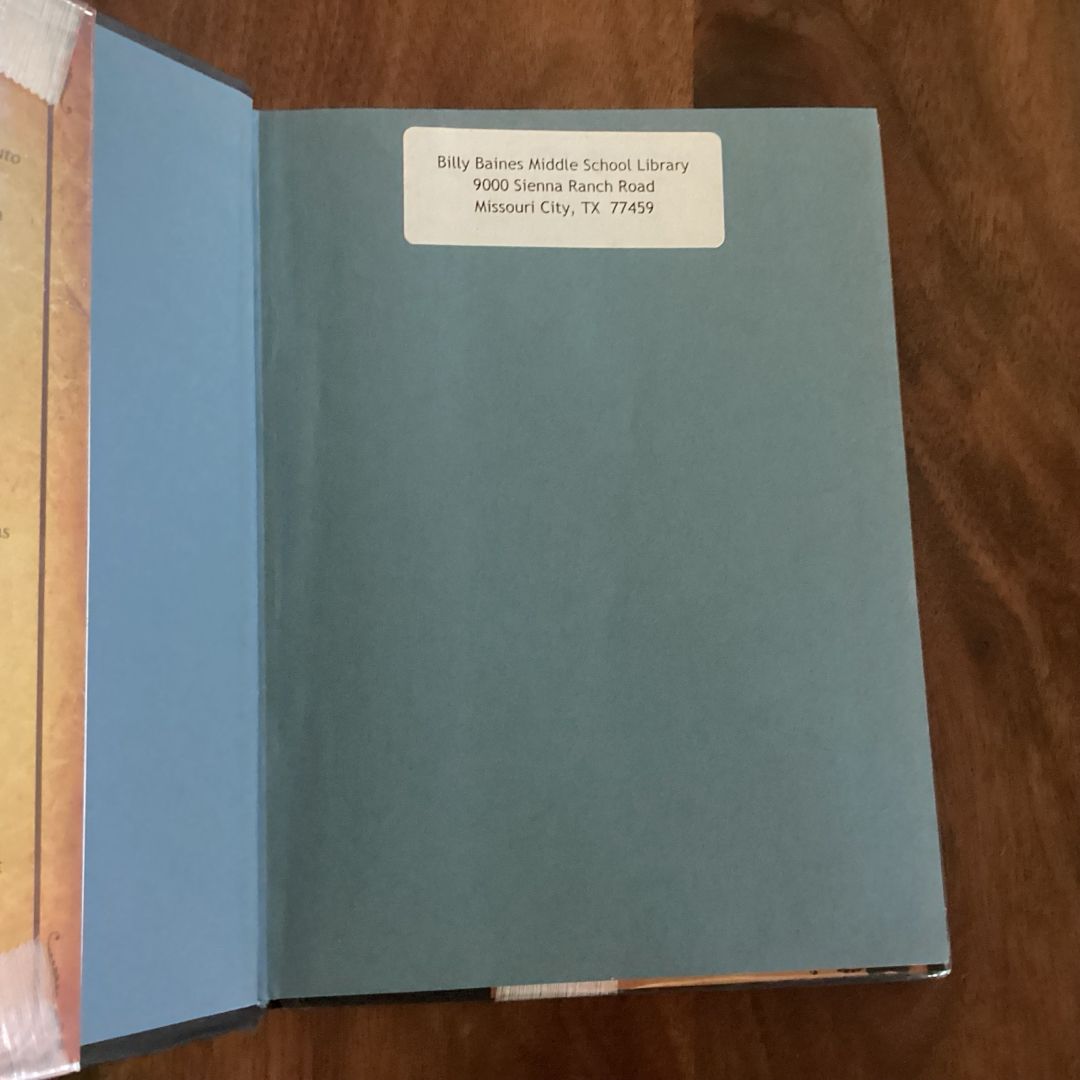 Billy Baines Middle School Library
9000 Sienna Ranch Road
Missouri City, TX 77459